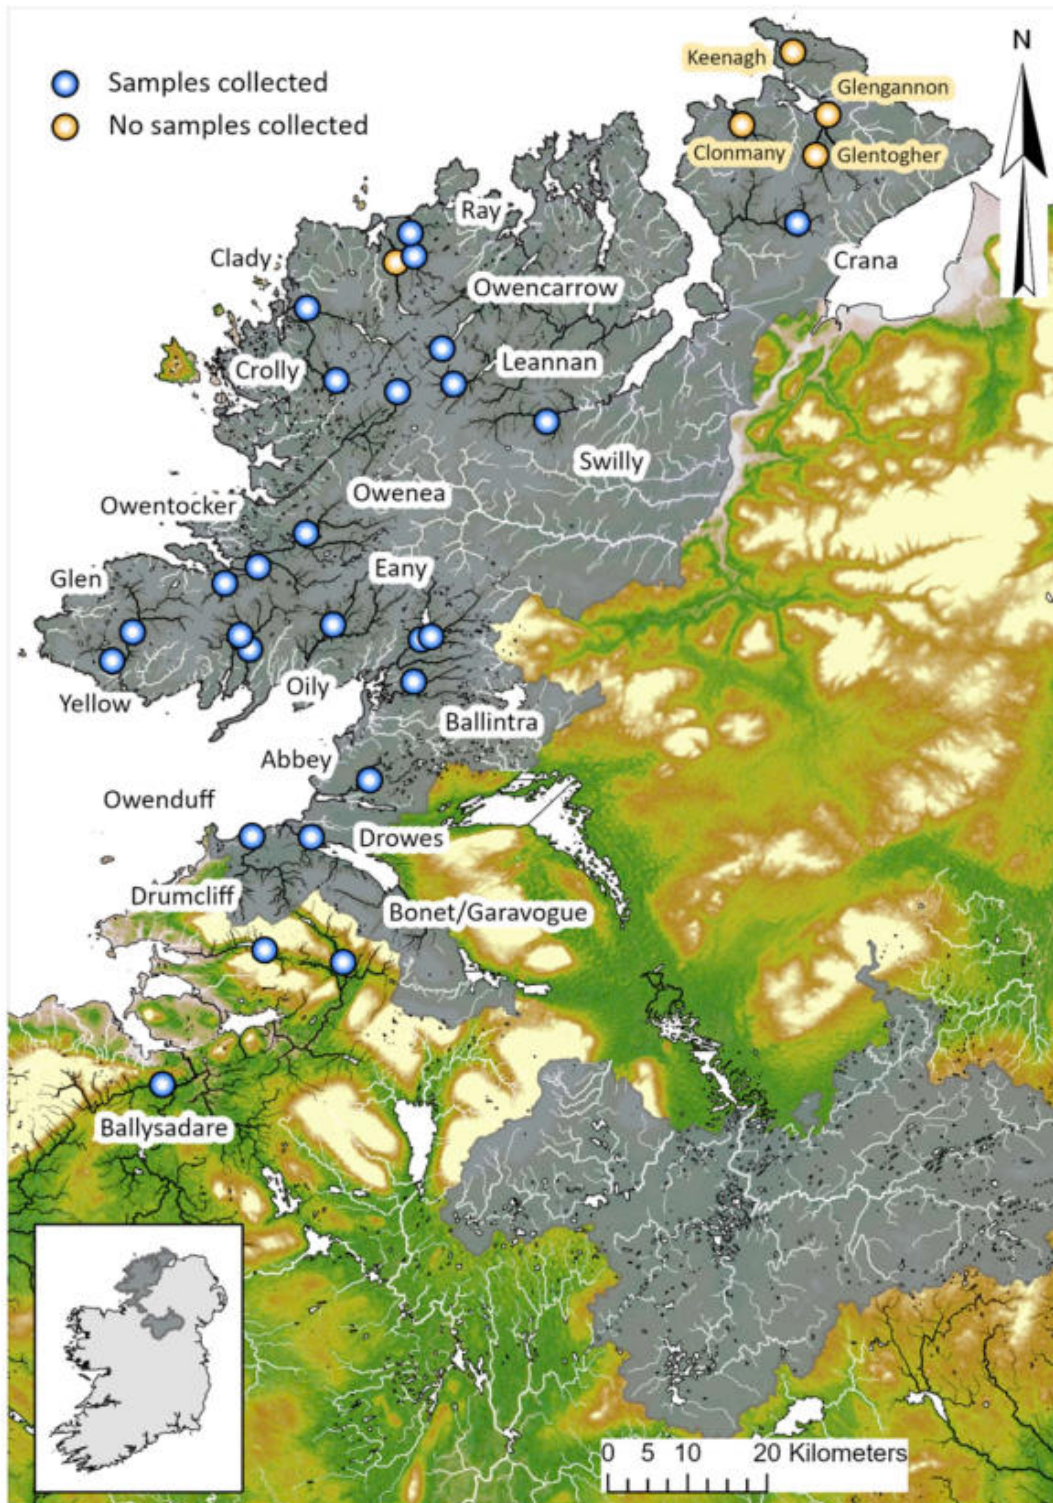 N
Samples collected
No samples collected
Keenagh
Glengannon
Clonmany
Glentogher
Ray
Clady
Crana
Owencarrow
Crolly
Leannan
Swilly
Owenea
Owentocker
Eany
Glen
Yellow
Oily
Ballintra
Abbey
Owenduff
Drowes
Drumcliff
Bonet/Garavogue
Ballysadare
0 5 10 20 Kilometers